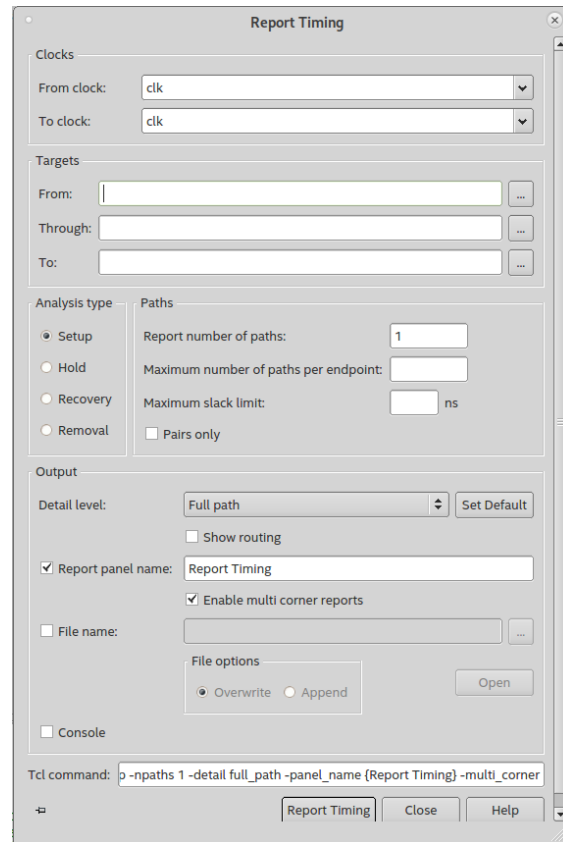 Report Timing
Clocks
From clock: clk
To clock: clk
Targets
From:
...
Through:
...
To:
...
Analysis type
Setup
Hold
Recovery
Removal
Paths
Report number of paths: 1
Maximum number of paths per endpoint:
Maximum slack limit: ns
Pairs only
Output
Detail level: Full path Set Default
Show routing
Report panel name: Report Timing
Enable multi corner reports
File name: ...
File options
Overwrite Append
Open
Console
Tcl command: p -npaths 1 -detail full_path -panel_name {Report Timing} -multi_corner
Report Timing Close Help